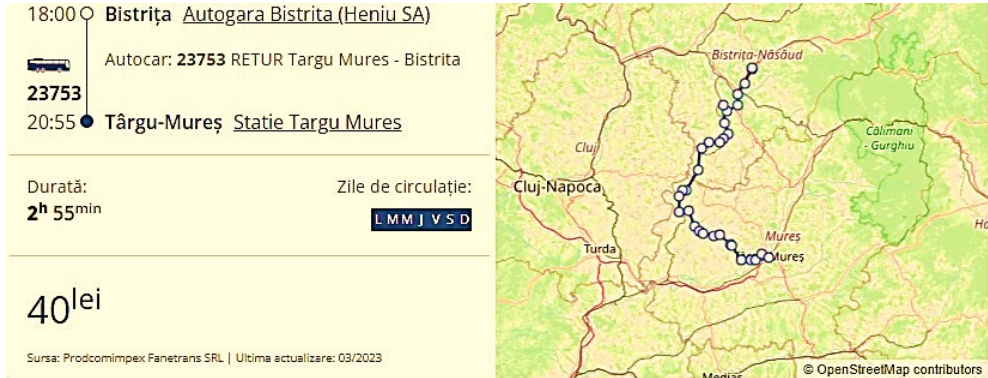 18:00 Bistrița Autogara Bistrita (Heniu SA)
Autocar: 23753 RETUR Targu Mures - Bistrita
23753
20:55 Târgu-Mureș Statie Targu Mures
Durată:
2h 55min
Zile de circulație:
L M M J V S D
40lei
Sursa: Prodcomimpex Fanetrans SRL | Ultima actualizare: 03/2023
Bistrița-Năsăud
Călimani
- Gurghiu
Cluj
Cluj-Napoca
Mureș
Turda
Mureș
Mediaș
© OpenStreetMap contributors